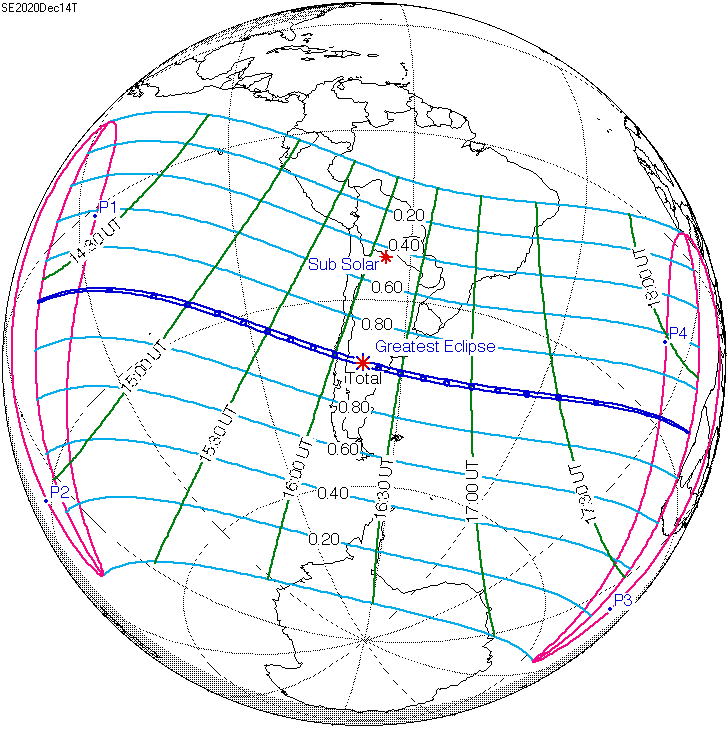 SE2020Dec14T
P1
14:30 UT
0.20
0.40
Sub Solar
18:00 UT
0.60
0.80
P4
Greatest Eclipse
15:00 UT
Total
0.80
15:30 UT
0.60
16:00 UT
16:30 UT
17:00 UT
17:30 UT
P2
0.40
0.20
P3